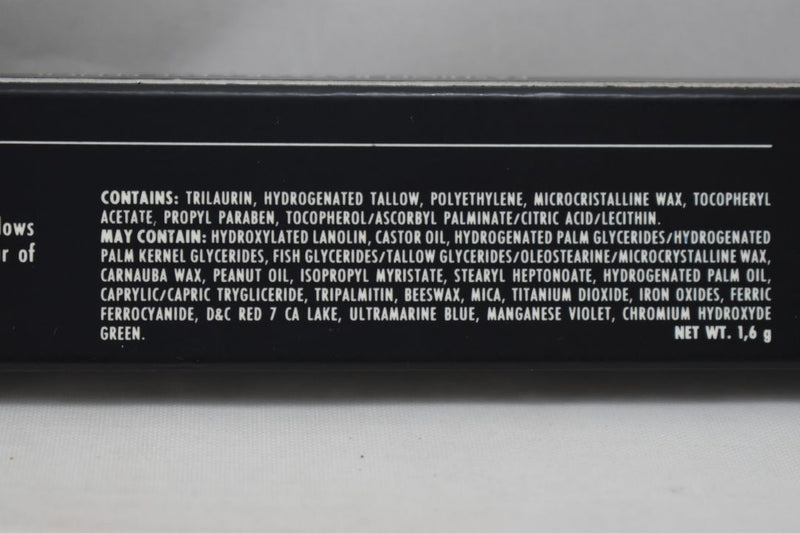 CONTAINS: TRILAURIN, HYDROGENATED TALLOW, POLYETHYLENE, MICROCRISTALLINE WAX, TOCOPHERYL
ACETATE, PROPYL PARABEN, TOCOPHEROL/ASCORBYL PALMINATE/CITRIC ACID/LECITHIN.
MAY CONTAIN: HYDROXYLATED LANOLIN, CASTOR OIL, HYDROGENATED PALM GLYCERIDES/HYDROGENATED
PALM KERNEL GLYCERIDES, FISH GLYCERIDES/TALLOW GLYCERIDES/OLEOSTEARINE/MICROCRYSTALLINE WAX,
CARNAUBA WAX, PEANUT OIL, ISOPROPYL MYRISTATE, STEARYL HEPTONOATE, HYDROGENATED PALM OIL,
CAPRYLIC/CAPRIC TRYGLICERIDE, TRIPALMITIN, BEESWAX, MICA, TITANIUM DIOXIDE, IRON OXIDES, FERRIC
FERROCYANIDE, D&C RED 7 CA LAKE, ULTRAMARINE BLUE, MANGANESE VIOLET, CHROMIUM HYDROXYDE
GREEN.
NET WT. 1,6 g
of